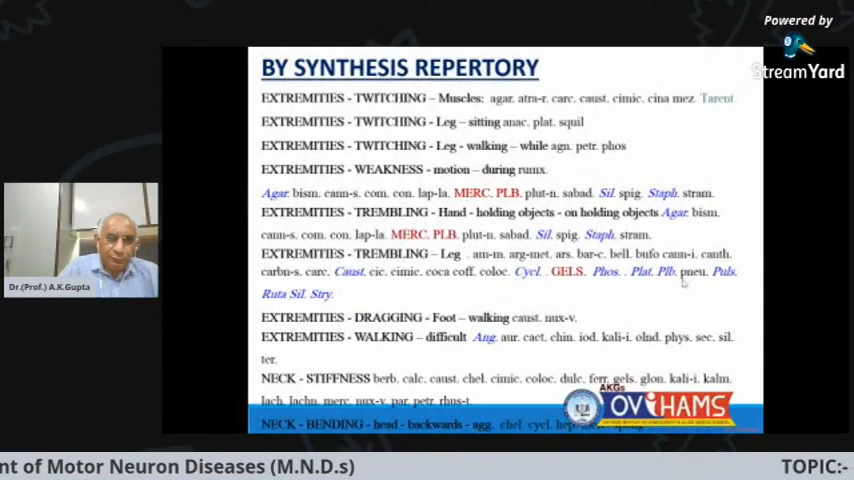 Powered by
StreamYard
BY SYNTHESIS REPERTORY
EXTREMITIES - TWITCHING – Muscles: agar. atra-r. carc. caust. cimic. cina mez. Tarent
EXTREMITIES - TWITCHING - Leg – sitting anac. plat. squil
EXTREMITIES - TWITCHING - Leg - walking – while agn. petr. phos
EXTREMITIES - WEAKNESS - motion – during rumx.
Agar. bism. cann-s. com. con. lap-la. MERC. PLB. plut-n. sabad. Sil. spig. Staph. stram.
EXTREMITIES - TREMBLING - Hand - holding objects - on holding objects Agar. bism.
cann-s. com. con. lap-la. MERC. PLB. plut-n. sabad. Sil. spig. Staph. stram.
EXTREMITIES - TREMBLING – Leg . am-m. arg-met. ars. bar-c. bell. bufo cann-i. canth.
carbn-s. carc. Caust. cic. cimic. coca coff. coloc. Cycl. . GELS. Phos. . Plat. Plb. pneu. Puls.
Ruta Sil. Stry.
EXTREMITIES - DRAGGING - Foot – walking caust. nux-v.
EXTREMITIES - WALKING – difficult Ang. aur. cact. chin. iod. kali-i. olnd. phys. sec. sil.
ter.
NECK - STIFFNESS berb. calc. caust. chel. cimic. coloc. dulc. ferr. gels. glon. kali-i. kalm.
lach. lachn. merc. nux-v. par. petr. rhus-t.
NECK - BENDING – head - backwards - agg. chel. cycl.
AKGs
OViHAMS
Dr.(Prof.) A.K.Gupta
nt of Motor Neuron Diseases (M.N.D.s)
TOPIC:-